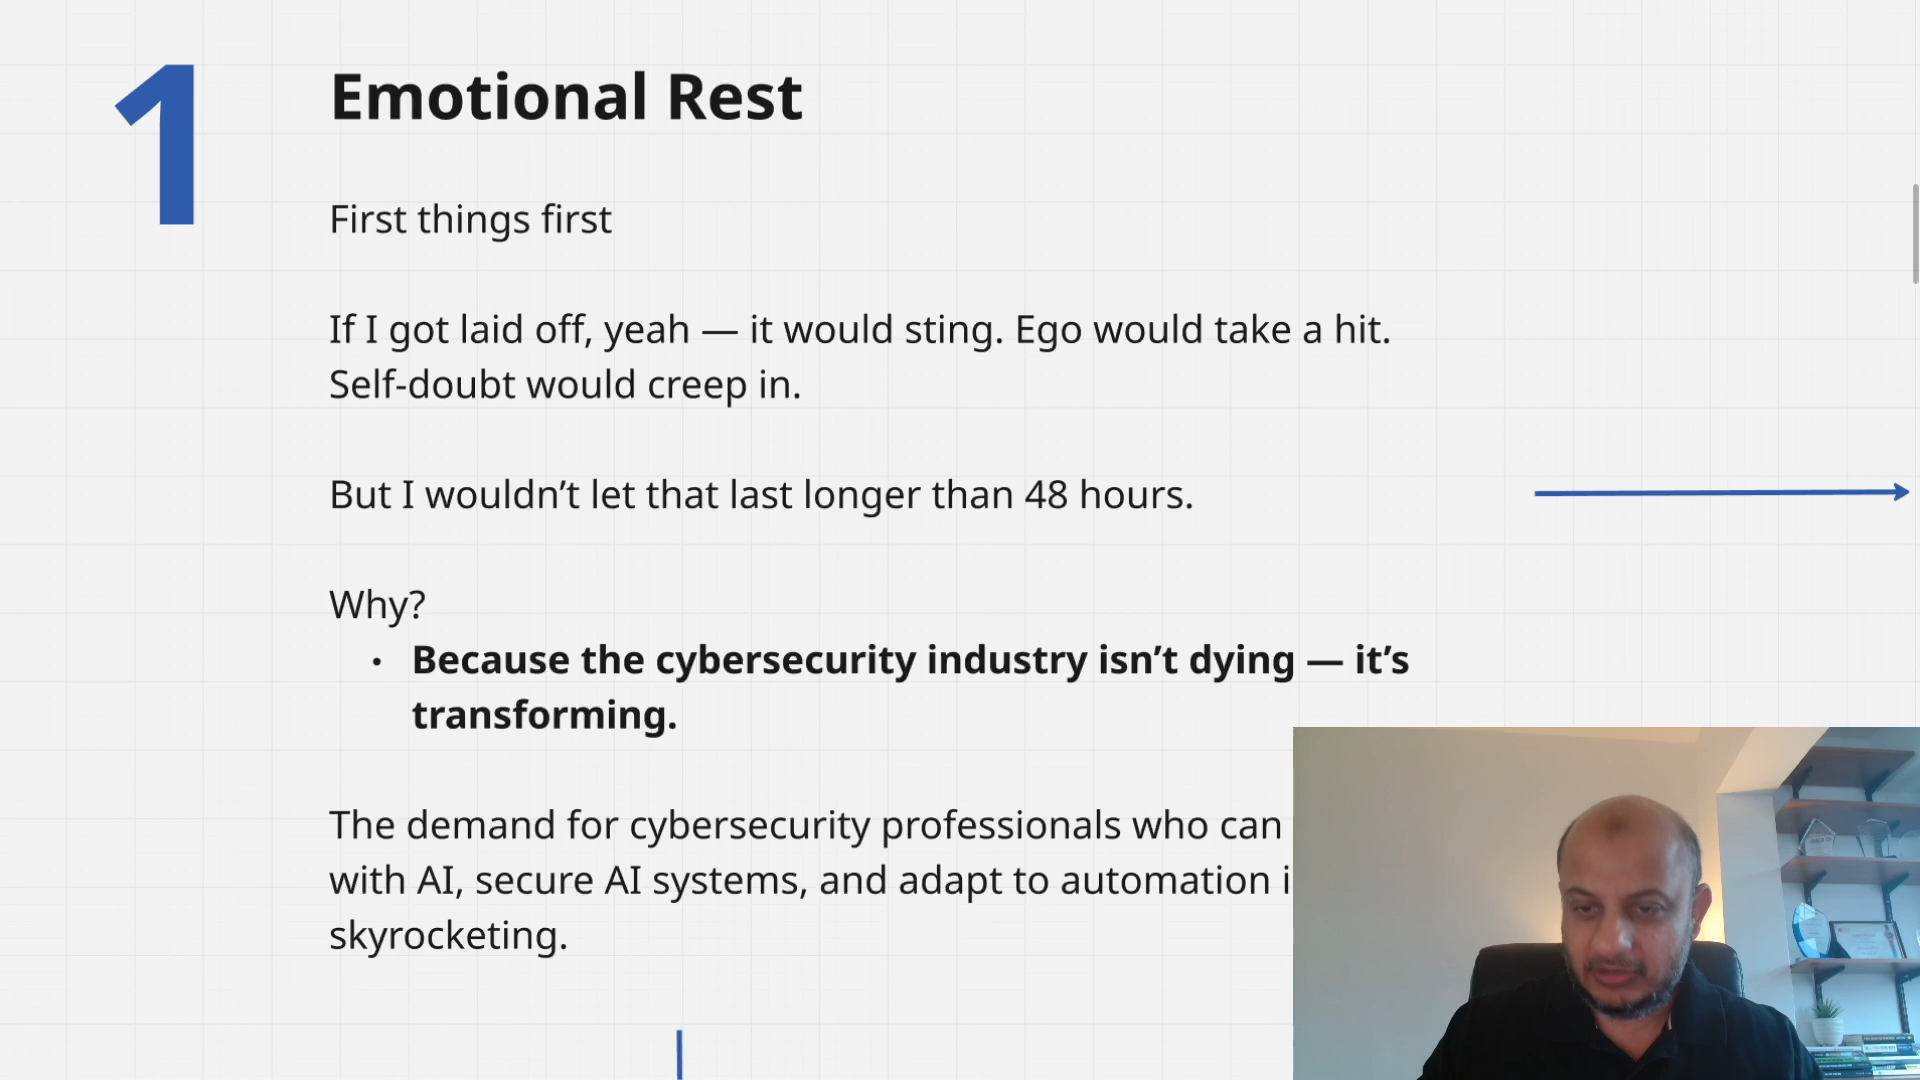 1
Emotional Rest
First things first
If I got laid off, yeah — it would sting. Ego would take a hit.
Self-doubt would creep in.
But I wouldn’t let that last longer than 48 hours.
Why?
• Because the cybersecurity industry isn’t dying — it’s
transforming.
The demand for cybersecurity professionals who can
with AI, secure AI systems, and adapt to automation i
skyrocketing.